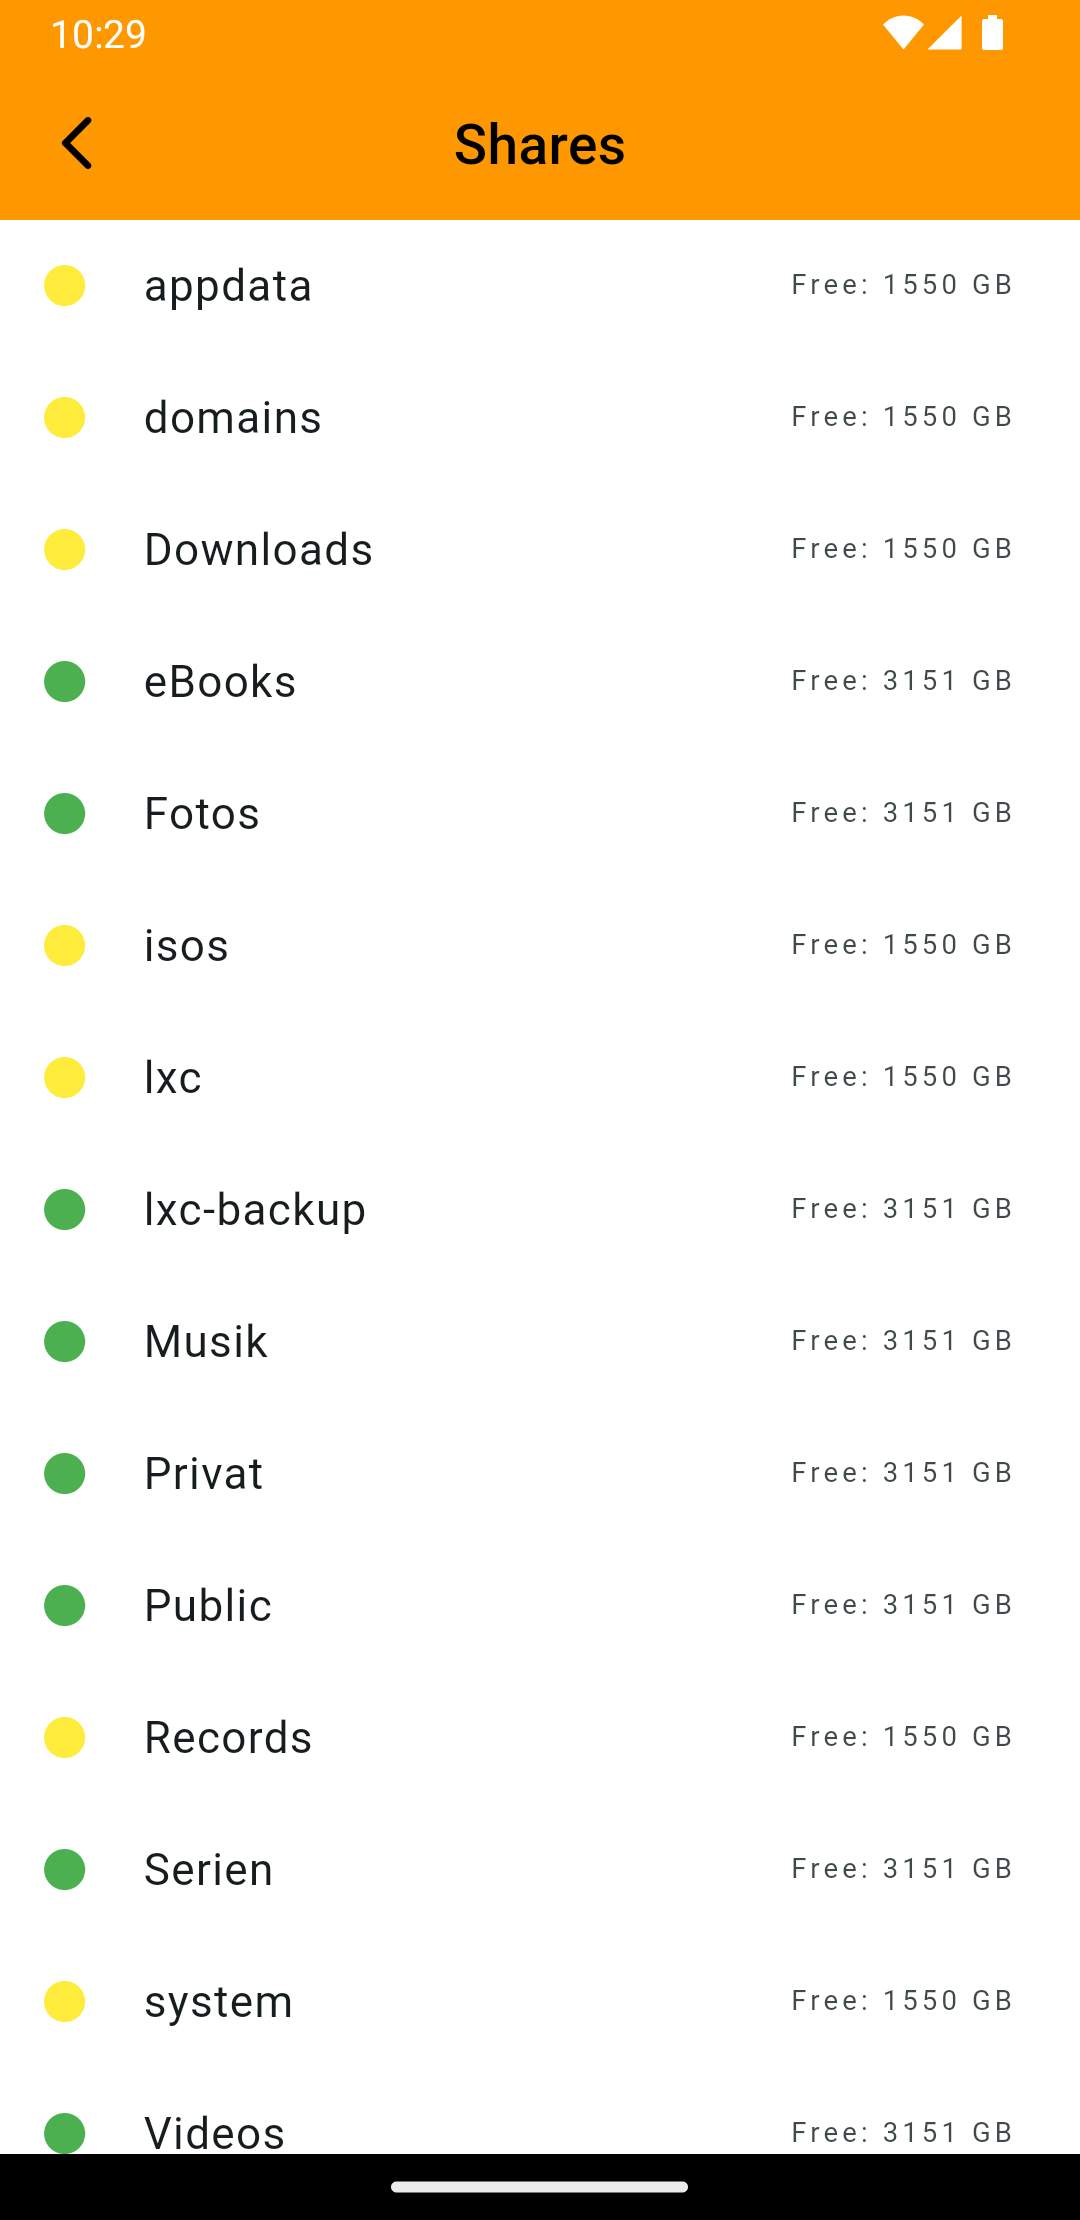 10:29
Shares
appdata Free: 1550 GB
domains Free: 1550 GB
Downloads Free: 1550 GB
eBooks Free: 3151 GB
Fotos Free: 3151 GB
isos Free: 1550 GB
lxc Free: 1550 GB
lxc-backup Free: 3151 GB
Musik Free: 3151 GB
Privat Free: 3151 GB
Public Free: 3151 GB
Records Free: 1550 GB
Serien Free: 3151 GB
system Free: 1550 GB
Videos Free: 3151 GB